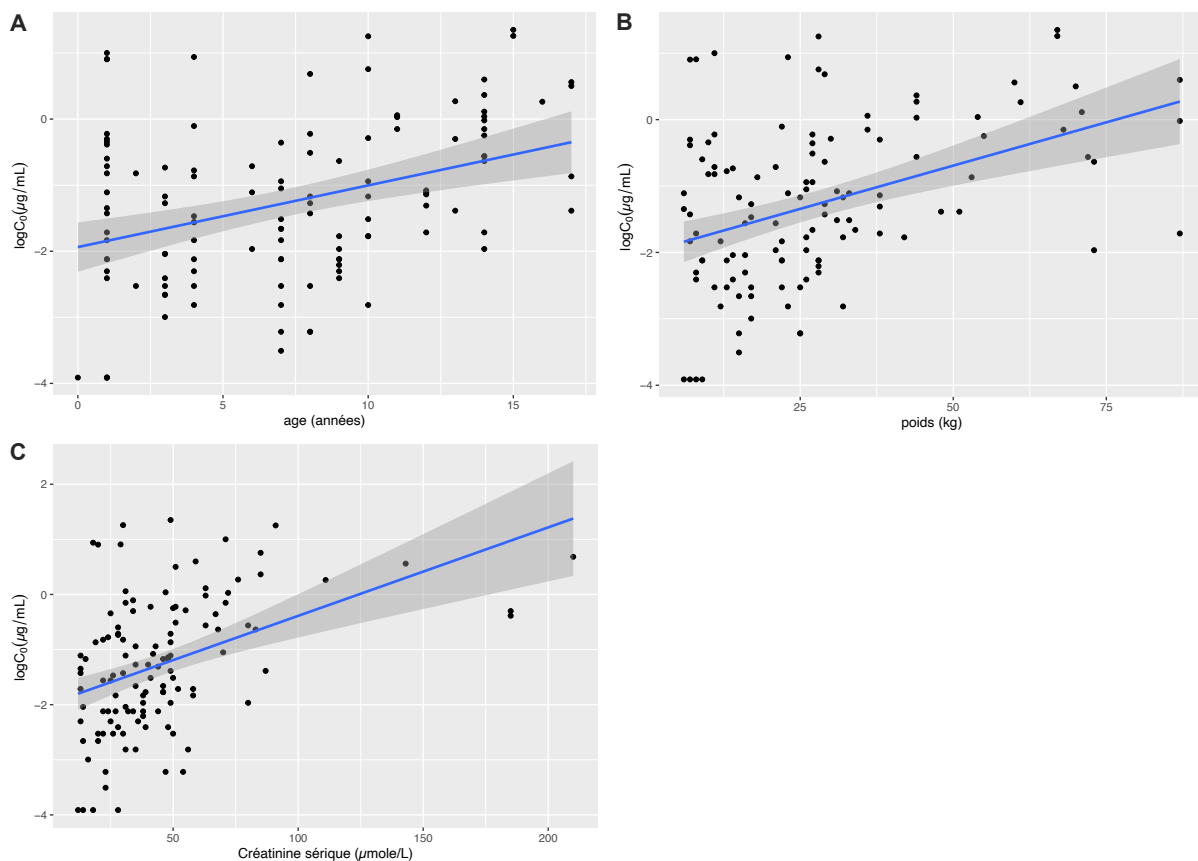 A
logC₀(µg/mL)
0
−2
−4
0
5
10
15
age (années)
B
logC₀(µg/mL)
0
−2
−4
25
50
75
poids (kg)
C
logC₀(µg/mL)
2
0
−2
−4
50
100
150
200
Créatinine sérique (µmole/L)